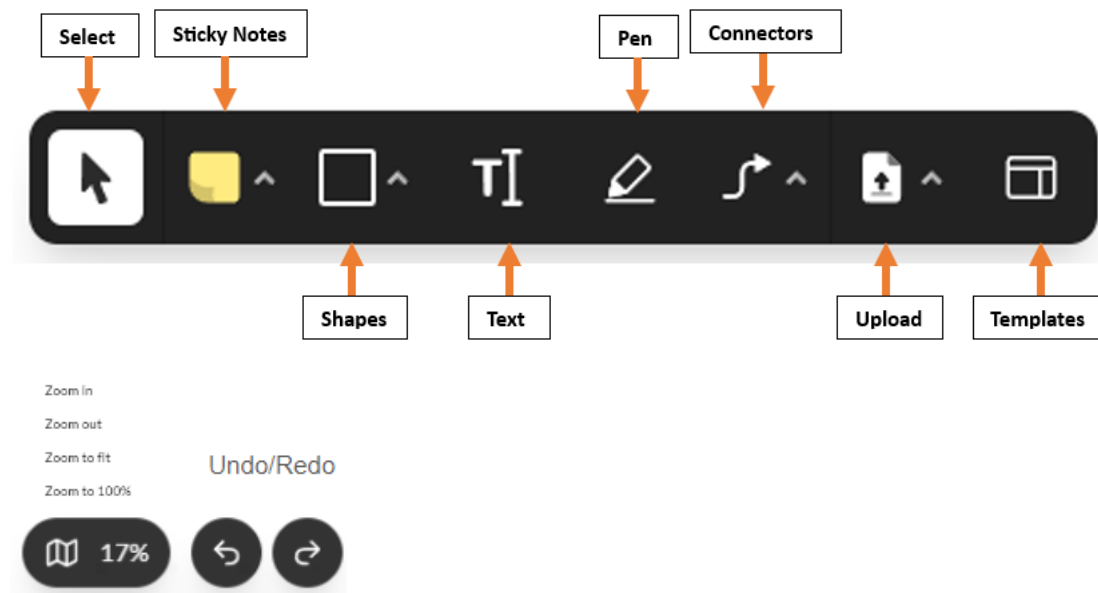 Select
Sticky Notes
Pen
Connectors
T
Shapes
Text
Upload
Templates
Zoom In
Zoom out
Zoom to fit
Zoom to 100%
Undo/Redo
17%